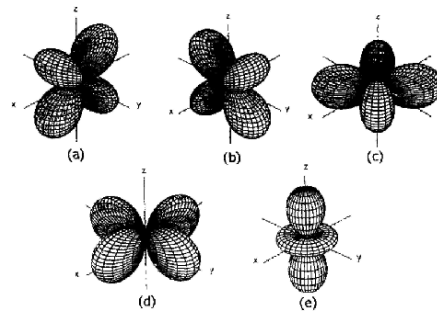 z z z
x y x y x y
(a) (b) (c)
z z
x y x y
(d) (e)